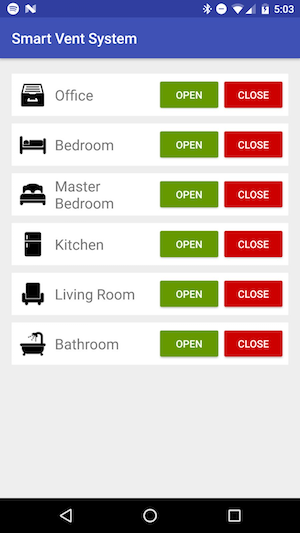 5:03
Smart Vent System
Office OPEN CLOSE
Bedroom OPEN CLOSE
Master
Bedroom OPEN CLOSE
Kitchen OPEN CLOSE
Living Room OPEN CLOSE
Bathroom OPEN CLOSE